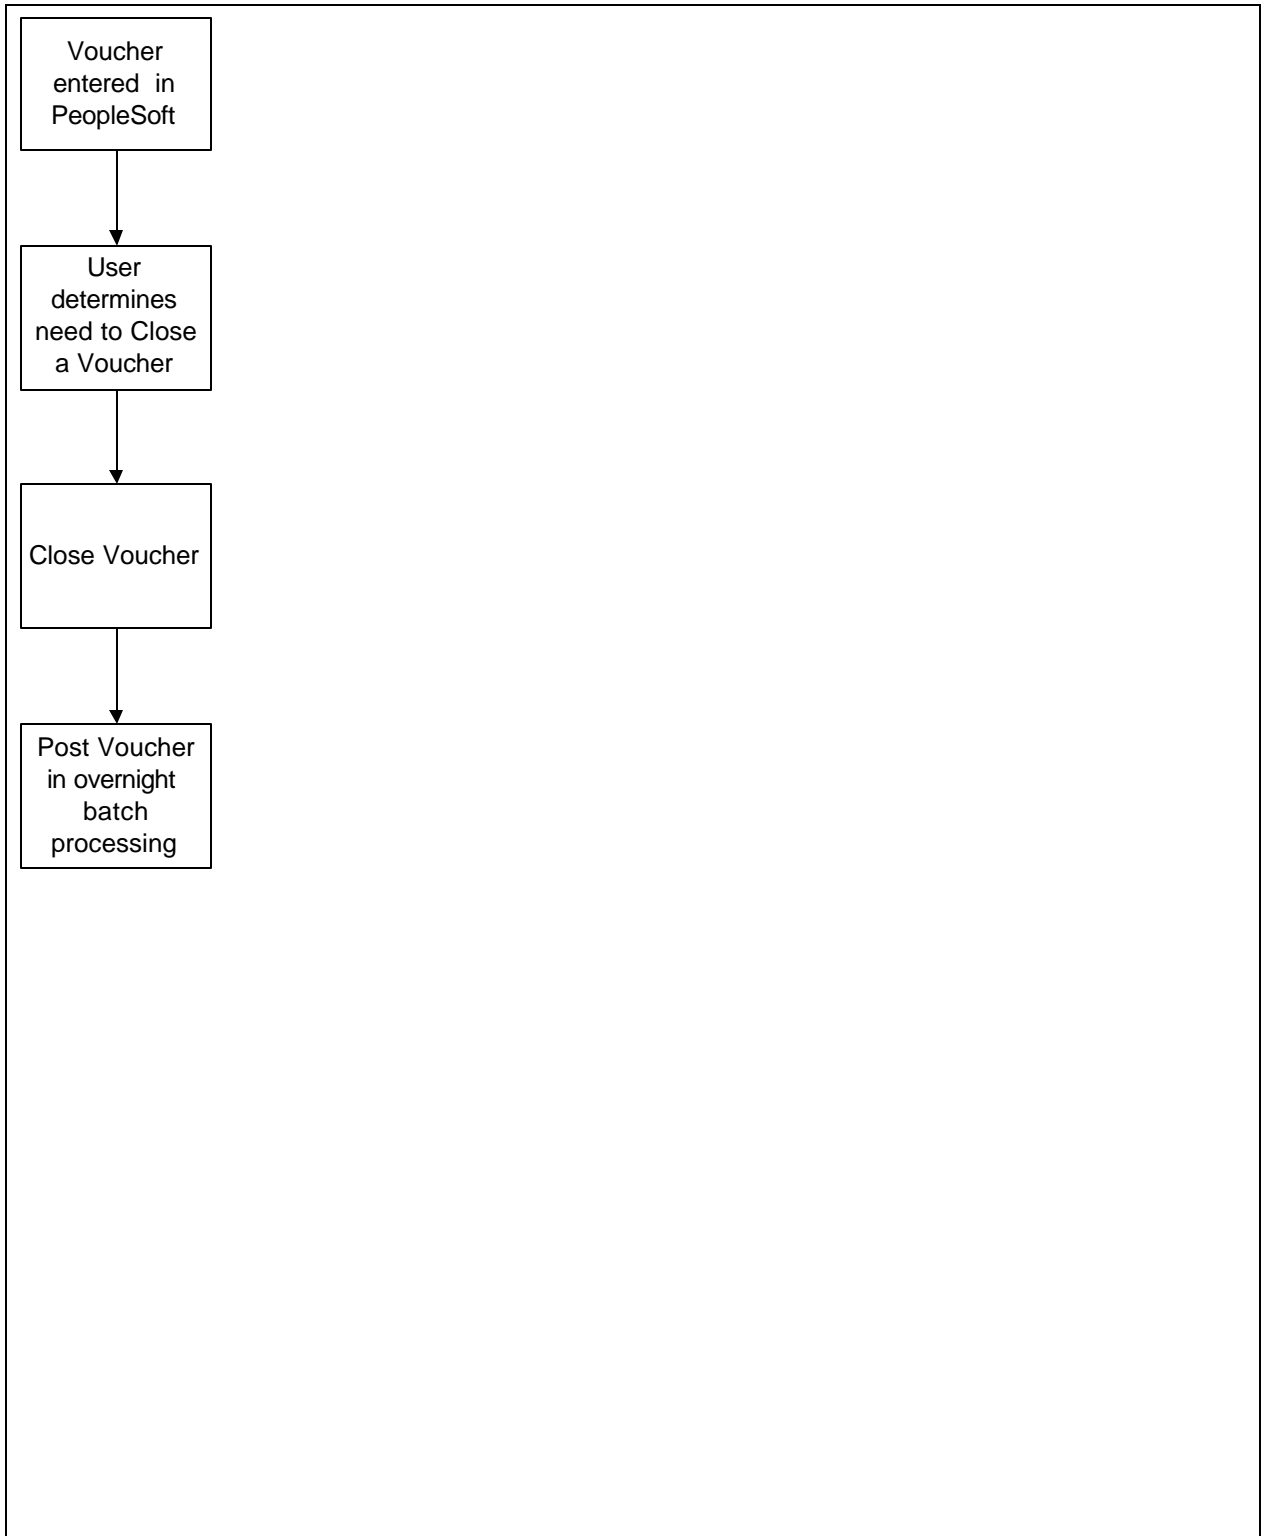 Voucher
entered in
PeopleSoft
User
determines
need to Close
a Voucher
Close Voucher
Post Voucher
in overnight
batch
processing